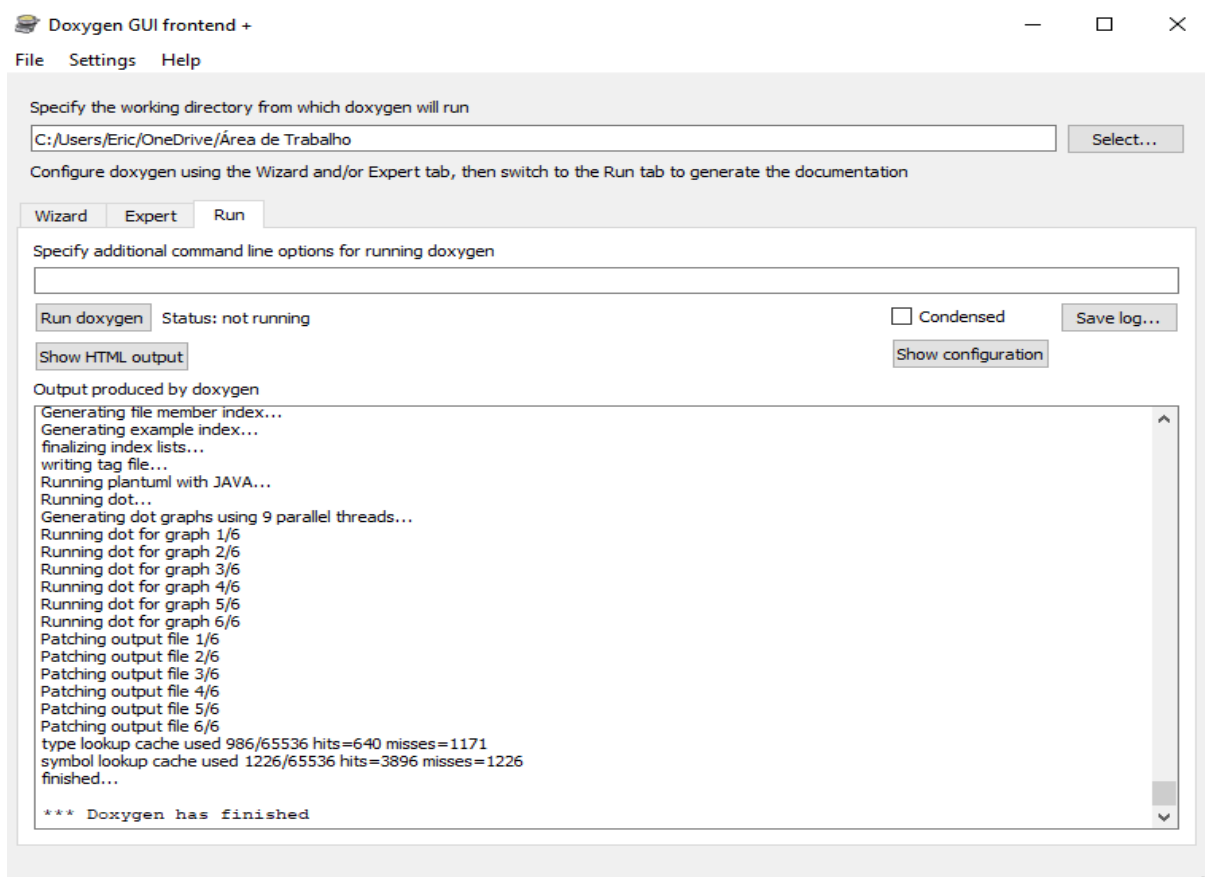 Doxygen GUI frontend +
File Settings Help
Specify the working directory from which doxygen will run
C:/Users/Eric/OneDrive/Área de Trabalho
Select...
Configure doxygen using the Wizard and/or Expert tab, then switch to the Run tab to generate the documentation
Wizard Expert Run
Specify additional command line options for running doxygen
Run doxygen Status: not running Condensed Save log...
Show HTML output Show configuration
Output produced by doxygen
Generating file member index...
Generating example index...
finalizing index lists...
writing tag file...
Running plantuml with JAVA...
Running dot...
Generating dot graphs using 9 parallel threads...
Running dot for graph 1/6
Running dot for graph 2/6
Running dot for graph 3/6
Running dot for graph 4/6
Running dot for graph 5/6
Running dot for graph 6/6
Patching output file 1/6
Patching output file 2/6
Patching output file 3/6
Patching output file 4/6
Patching output file 5/6
Patching output file 6/6
type lookup cache used 986/65536 hits=640 misses=1171
symbol lookup cache used 1226/65536 hits=3896 misses=1226
finished...
*** Doxygen has finished